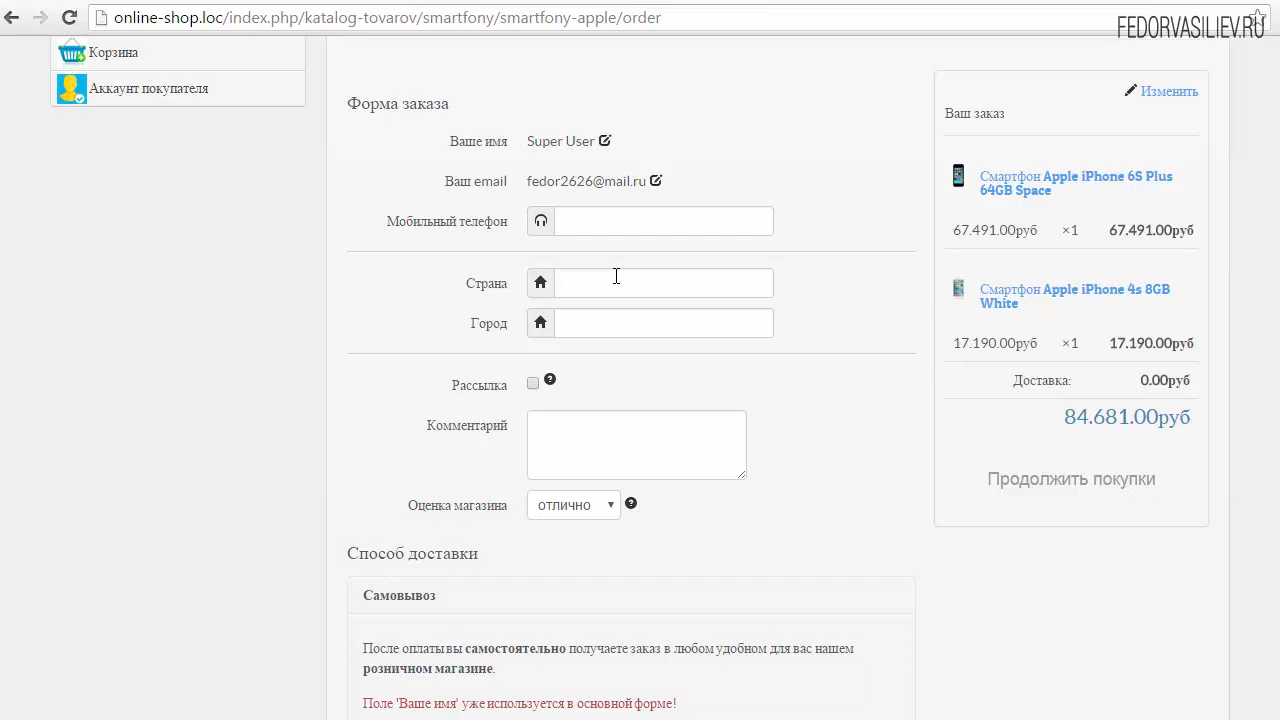 online-shop.loc/index.php/katalog-tovarov/smartfony/smartfony-apple/order
FEDORVASILIEV.RU
Корзина
Аккаунт покупателя
Форма заказа
Ваше имя Super User
Ваш email fedor2626@mail.ru
Мобильный телефон
Страна
Город
Рассылка
Комментарий
Оценка магазина отлично
Способ доставки
Самовывоз
После оплаты вы самостоятельно получаете заказ в любом удобном для вас нашем
розничном магазине.
Поле 'Ваше имя' уже используется в основной форме!
Изменить
Ваш заказ
Смартфон Apple iPhone 6S Plus
64GB Space
67.491.00руб ×1 67.491.00руб
Смартфон Apple iPhone 4s 8GB
White
17.190.00руб ×1 17.190.00руб
Доставка: 0.00руб
84.681.00руб
Продолжить покупки